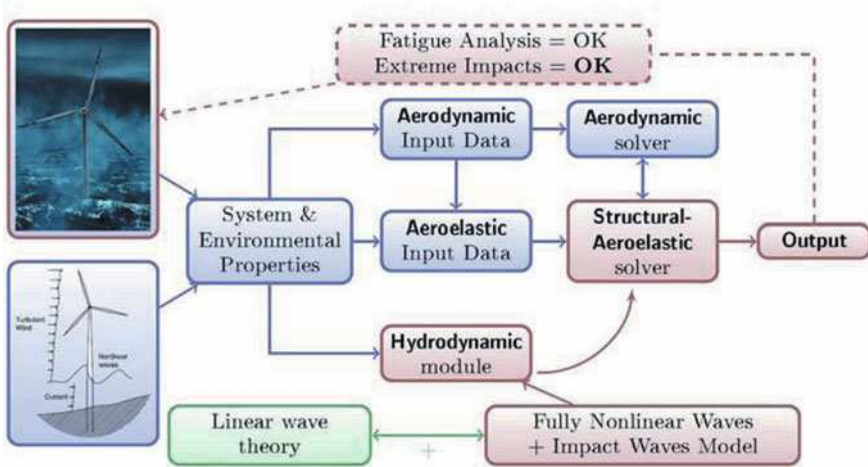 Fatigue Analysis = OK
Extreme Impacts = OK
Aerodynamic
Input Data
Aerodynamic
solver
System &
Environmental
Properties
Aeroelastic
Input Data
Structural-
Aeroelastic
solver
Output
Turbulent
Wind
Nonlinear
waves
Current
Hydrodynamic
module
Linear wave
theory
+
Fully Nonlinear Waves
+ Impact Waves Model